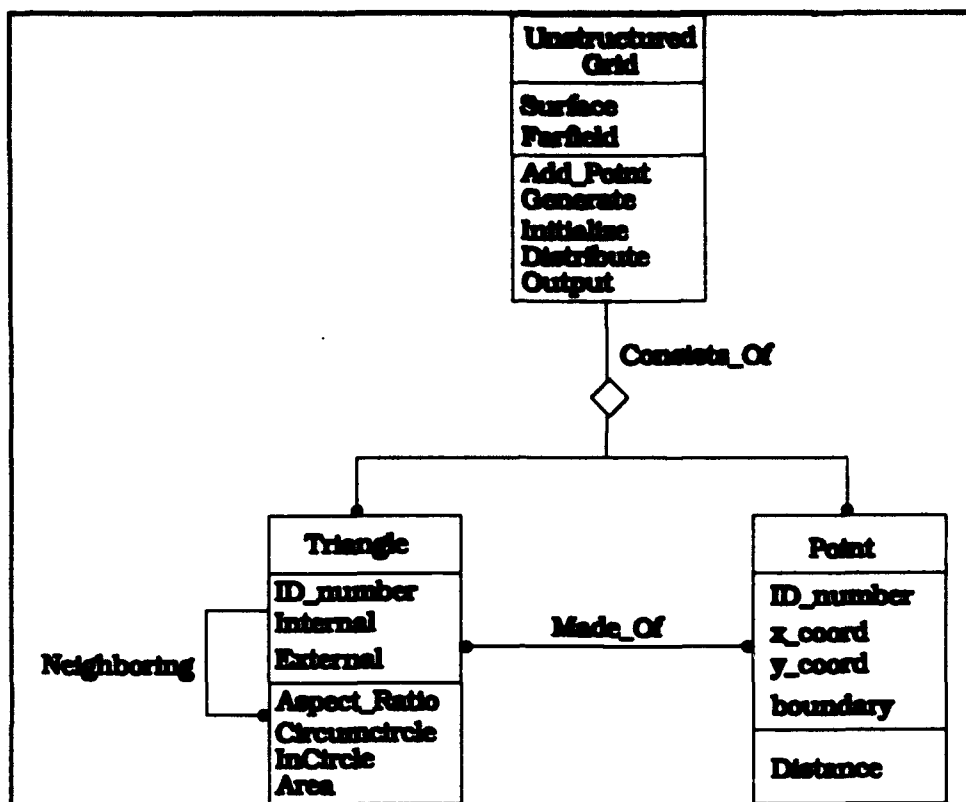 Unstructured
Grid
Surface
Farfield
Add_Point
Generate
Initialize
Distribute
Output
Consists_Of
Triangle
ID_number
Internal
External
Aspect_Ratio
Circumcircle
InCircle
Area
Neighboring
Made_Of
Point
ID_number
x_coord
y_coord
boundary
Distance